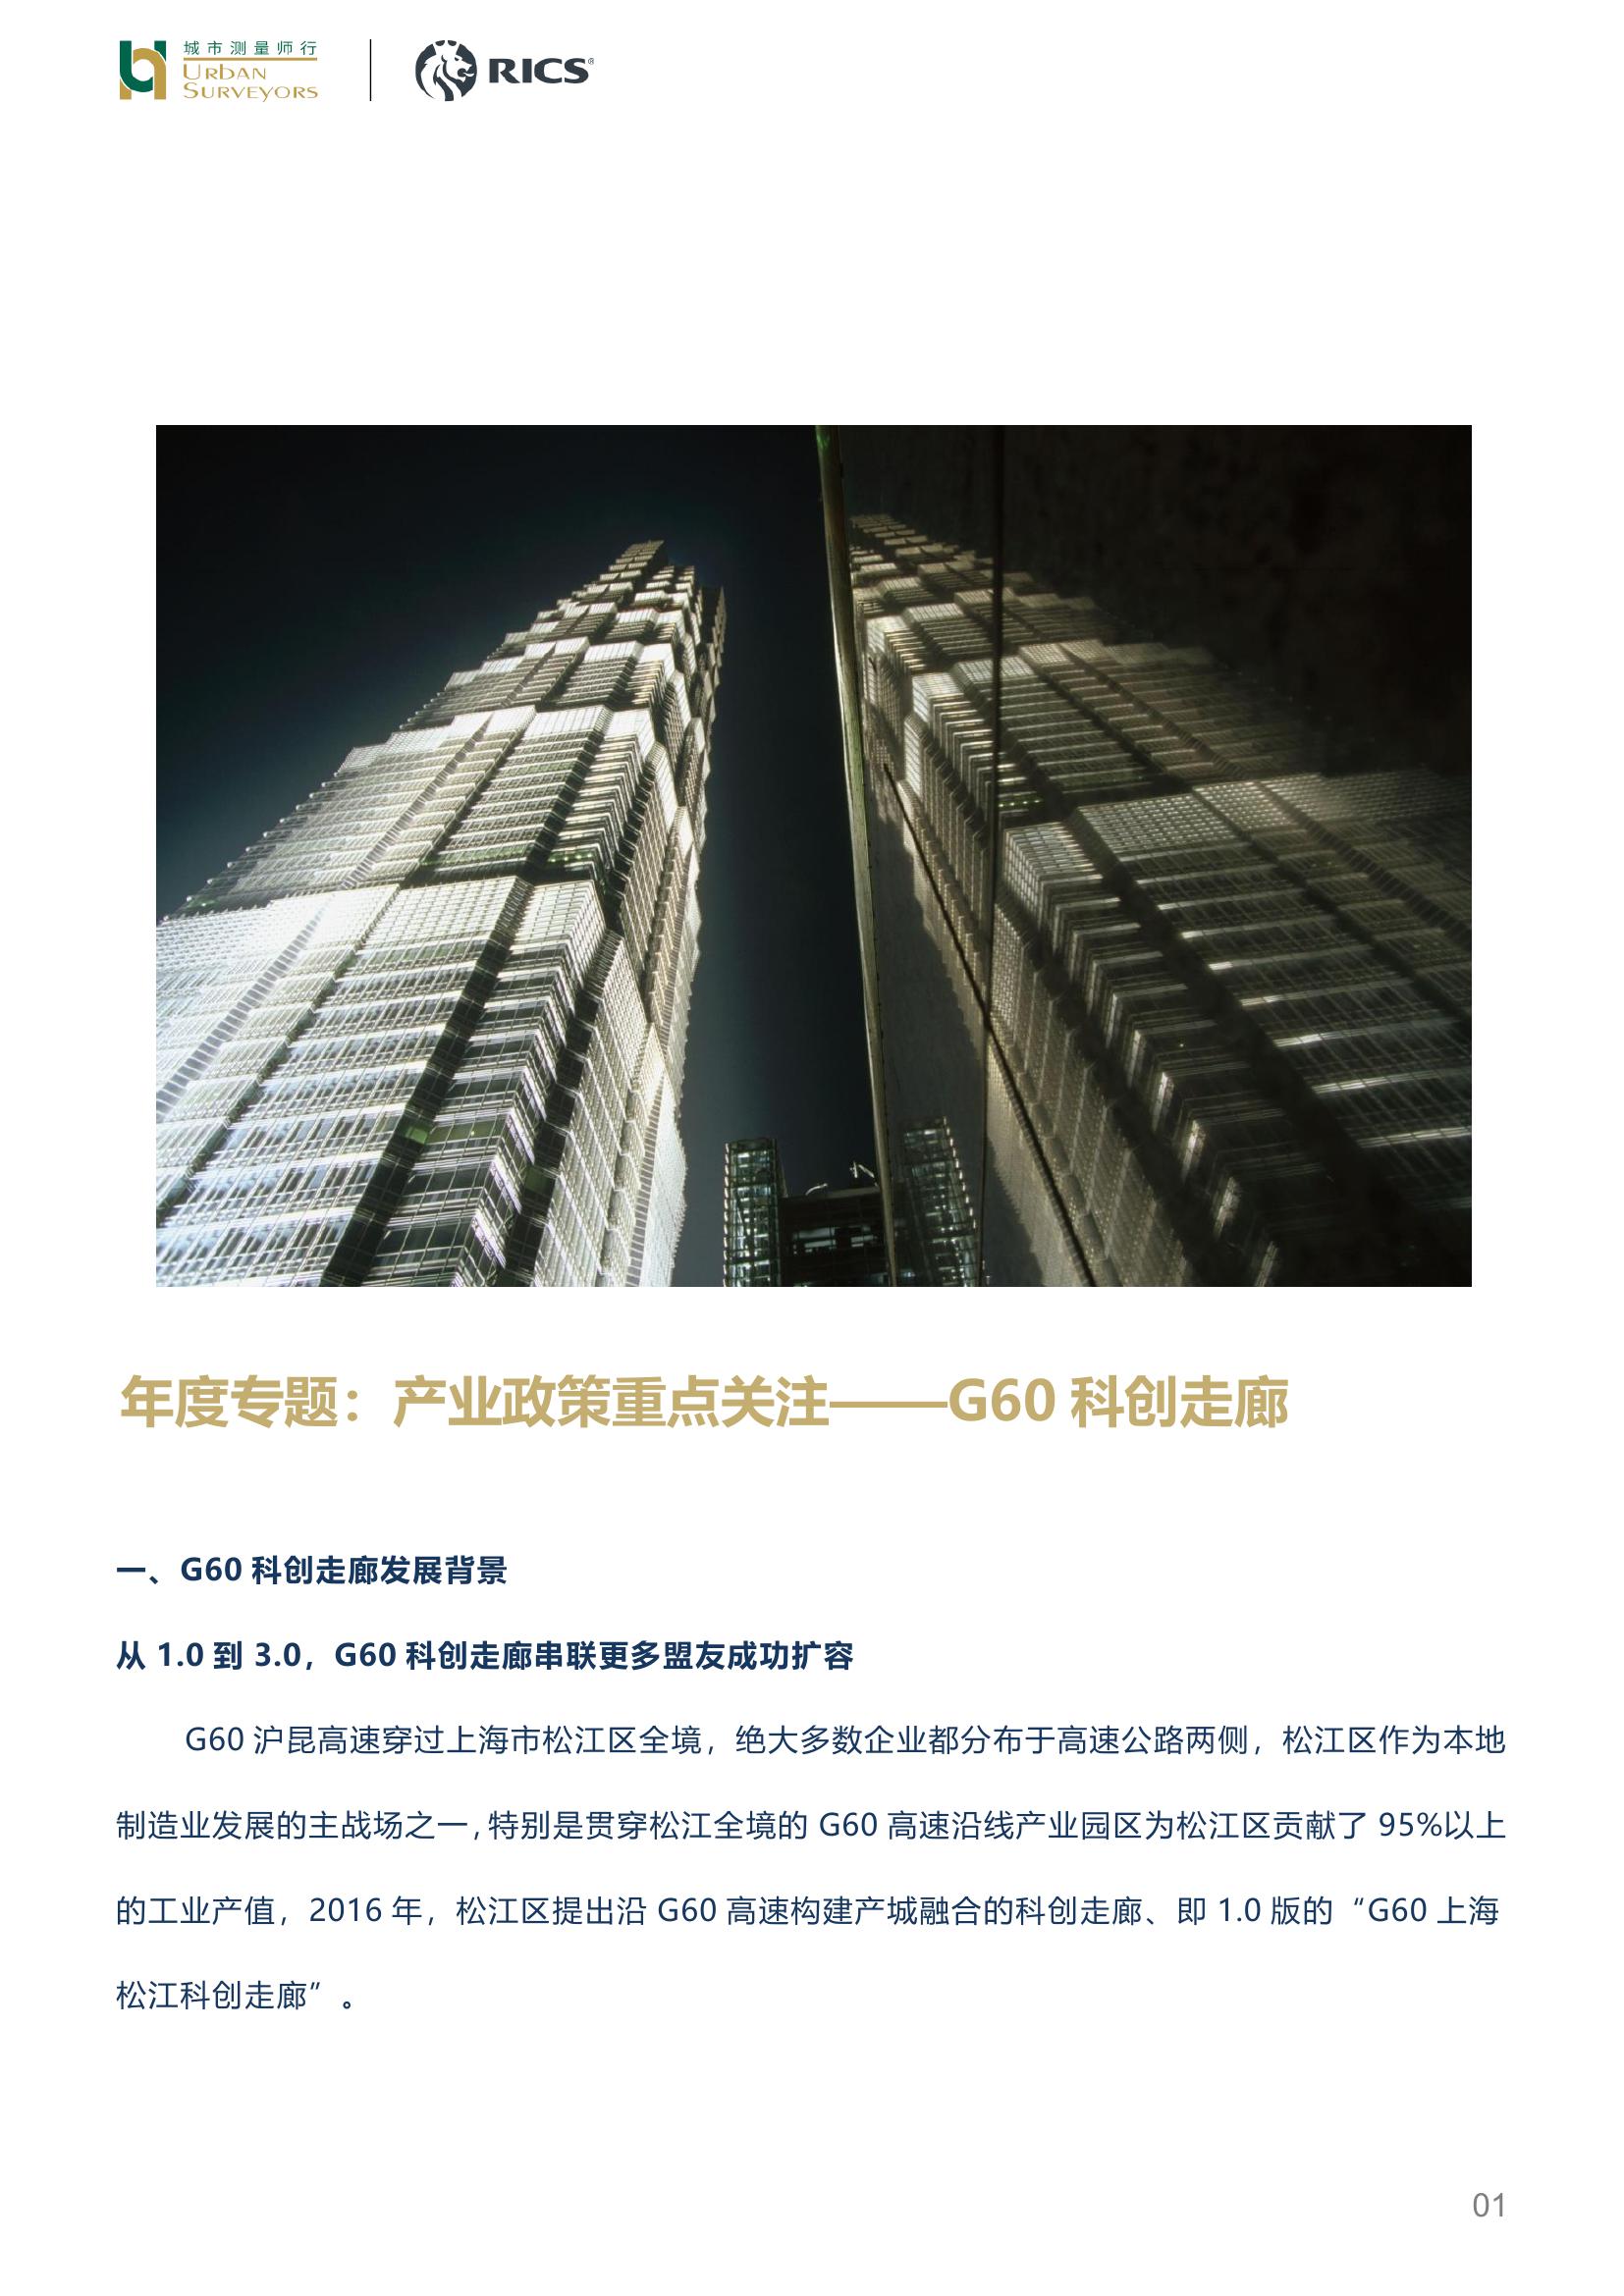 城市测量师行
URBAN
SURVEYORS
RICS®
年度专题：产业政策重点关注——G60 科创走廊
一、G60 科创走廊发展背景
从 1.0 到 3.0，G60 科创走廊串联更多盟友成功扩容
G60 沪昆高速穿过上海市松江区全境，绝大多数企业都分布于高速公路两侧，松江区作为本地
制造业发展的主战场之一，特别是贯穿松江全境的 G60 高速沿线产业园区为松江区贡献了 95%以上
的工业产值，2016 年，松江区提出沿 G60 高速构建产城融合的科创走廊、即 1.0 版的“G60 上海
松江科创走廊”。
01